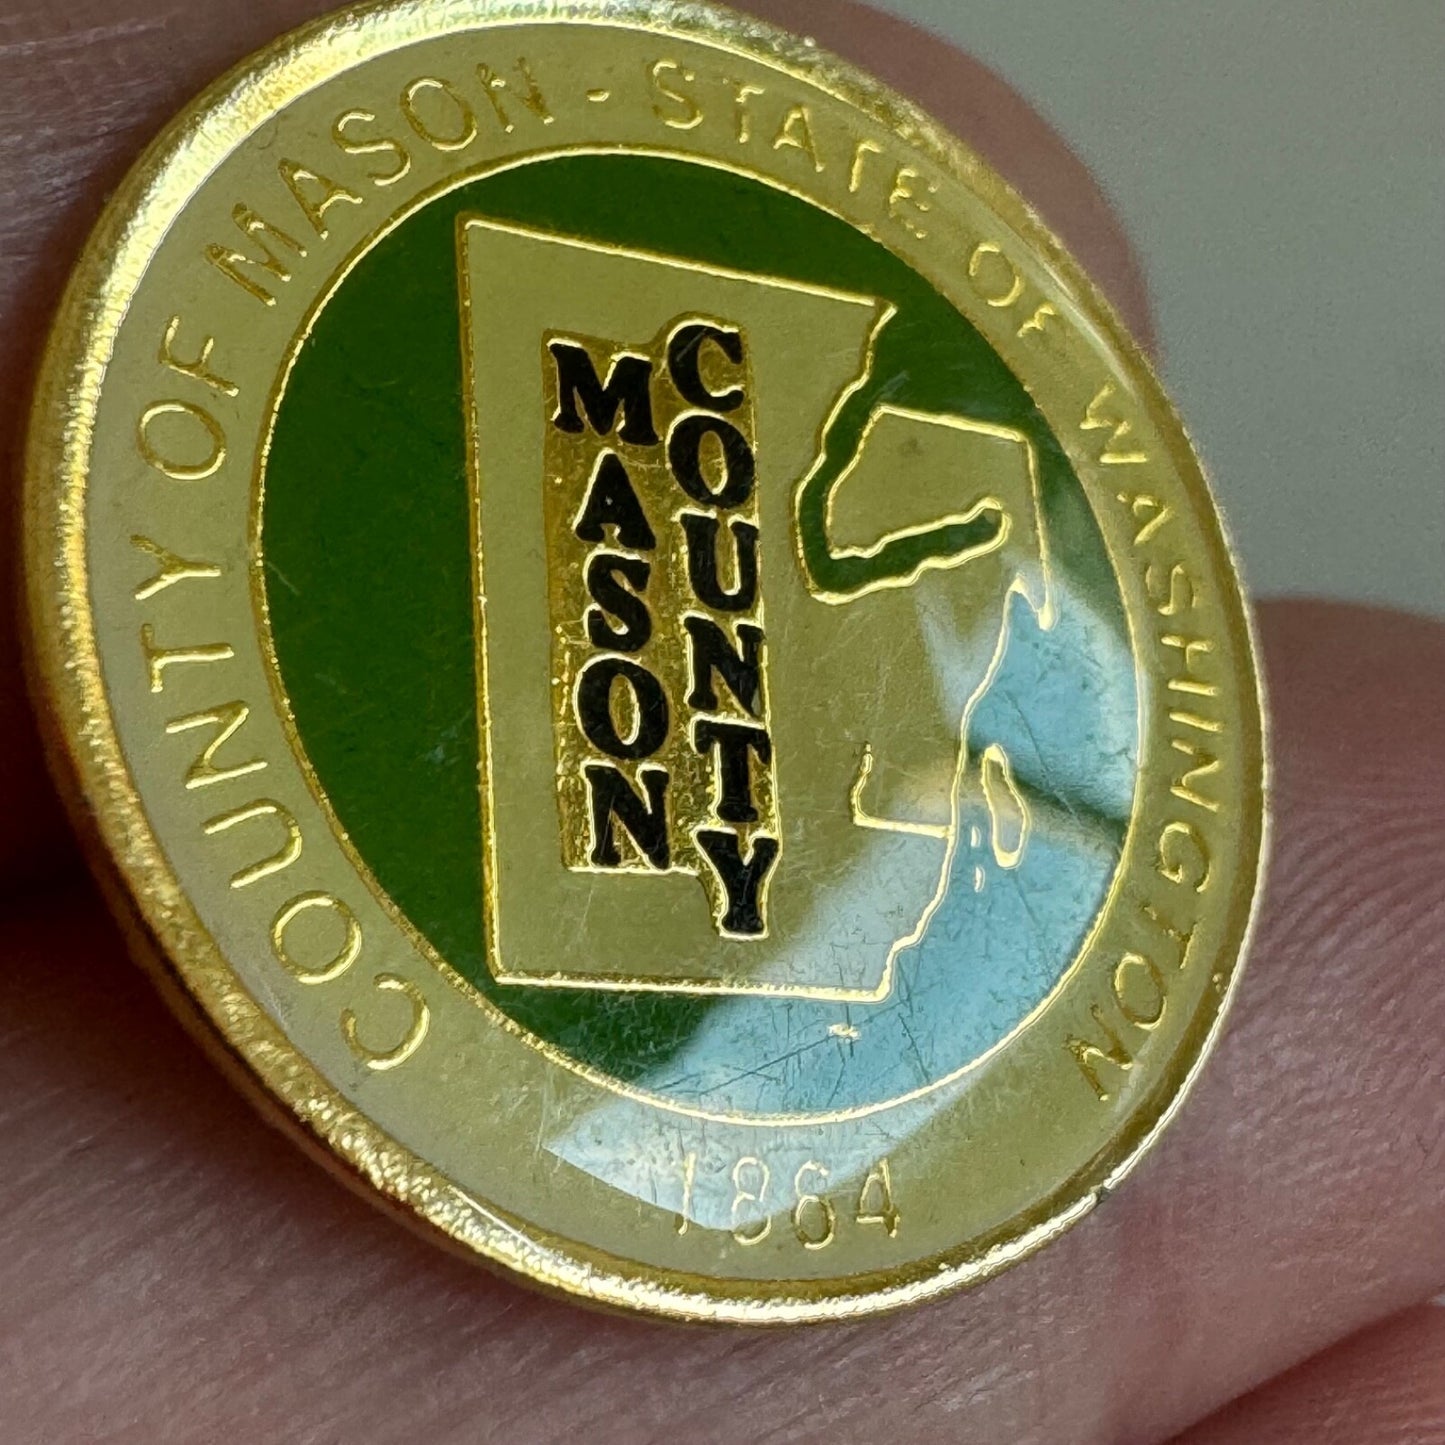 COUNTY OF MASON - STATE OF WASHINGTON
MASON
COUNTY
1864